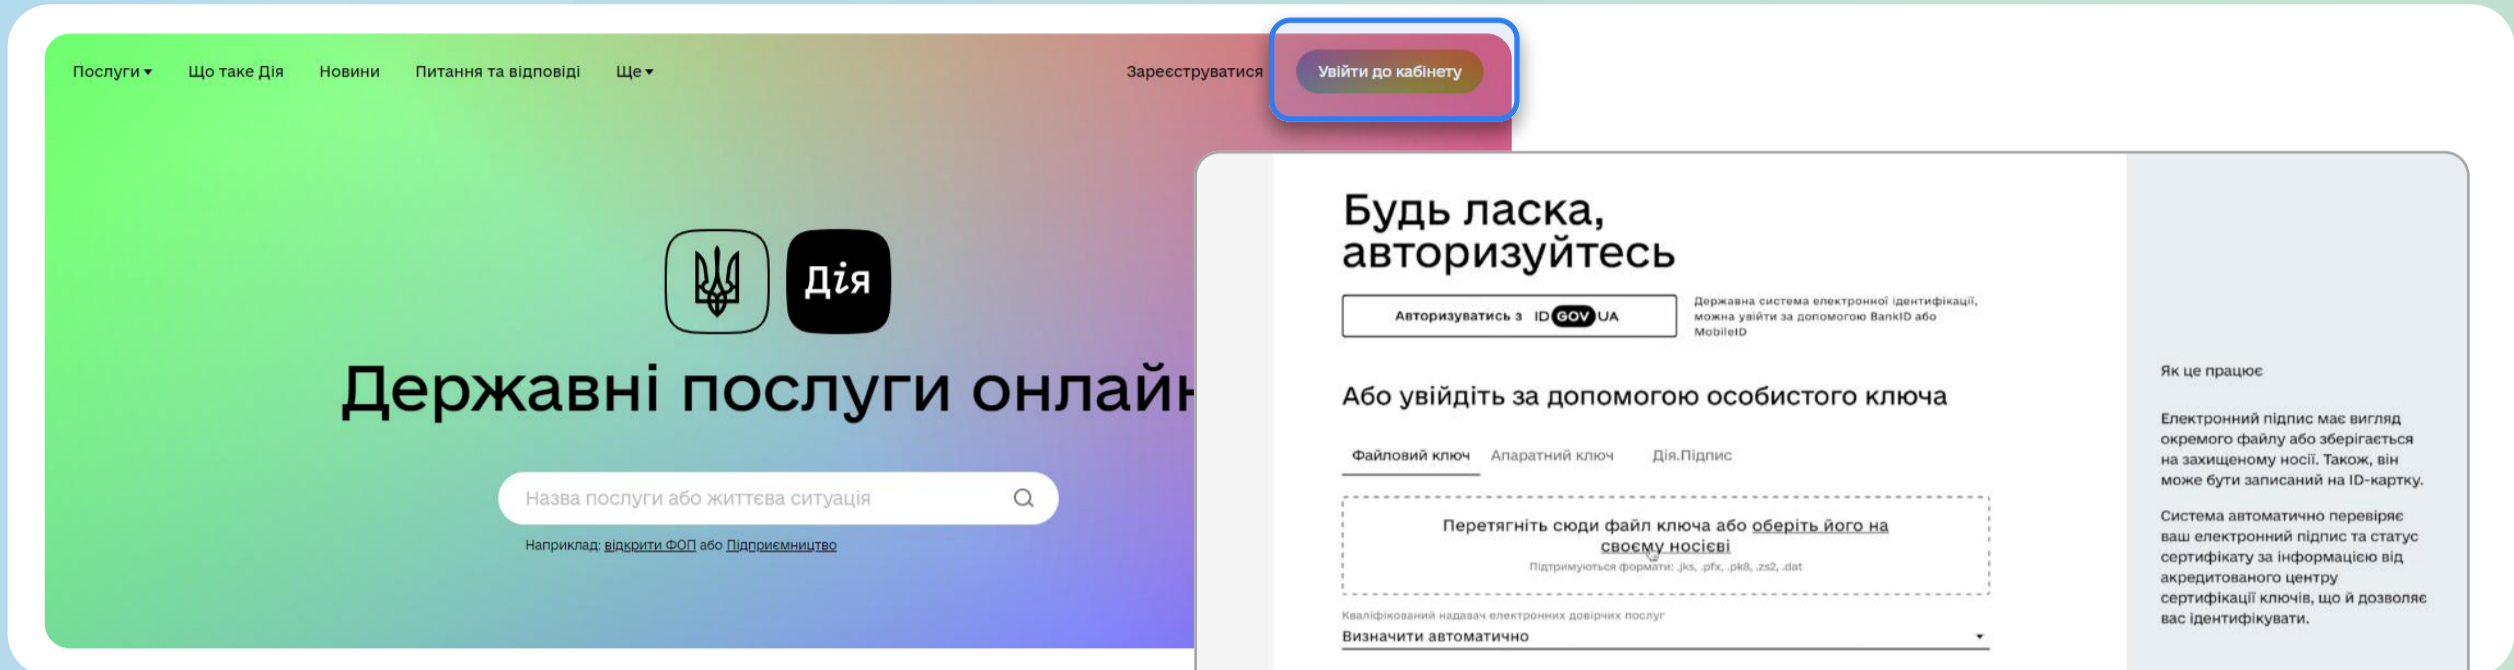 Послуги
Що таке Дія
Новини
Питання та відповіді
Ще
Зареєструватися
Увійти до кабінету
Дія
Державні послуги онлайн
Назва послуги або життєва ситуація
Наприклад: відкрити ФОП або Підприємництво
Будь ласка,
авторизуйтесь
Авторизуватись з ID GOV UA
Державна система електронної ідентифікації,
можна увійти за допомогою BankID або
MobileID
Або увійдіть за допомогою особистого ключа
Файловий ключ
Апаратний ключ
Дія.Підпис
Перетягніть сюди файл ключа або оберіть його на
своєму носієві
Підтримуються формати: .jks, .pfx, .pk8, .zs2, .dat
Кваліфікований надавач електронних довірчих послуг
Визначити автоматично
Як це працює
Електронний підпис має вигляд
окремого файлу або зберігається
на захищеному носії. Також, він
може бути записаний на ID-картку.
Система автоматично перевіряє
ваш електронний підпис та статус
сертифікату за інформацією від
акредитованого центру
сертифікації ключів, що й дозволяє
вас ідентифікувати.